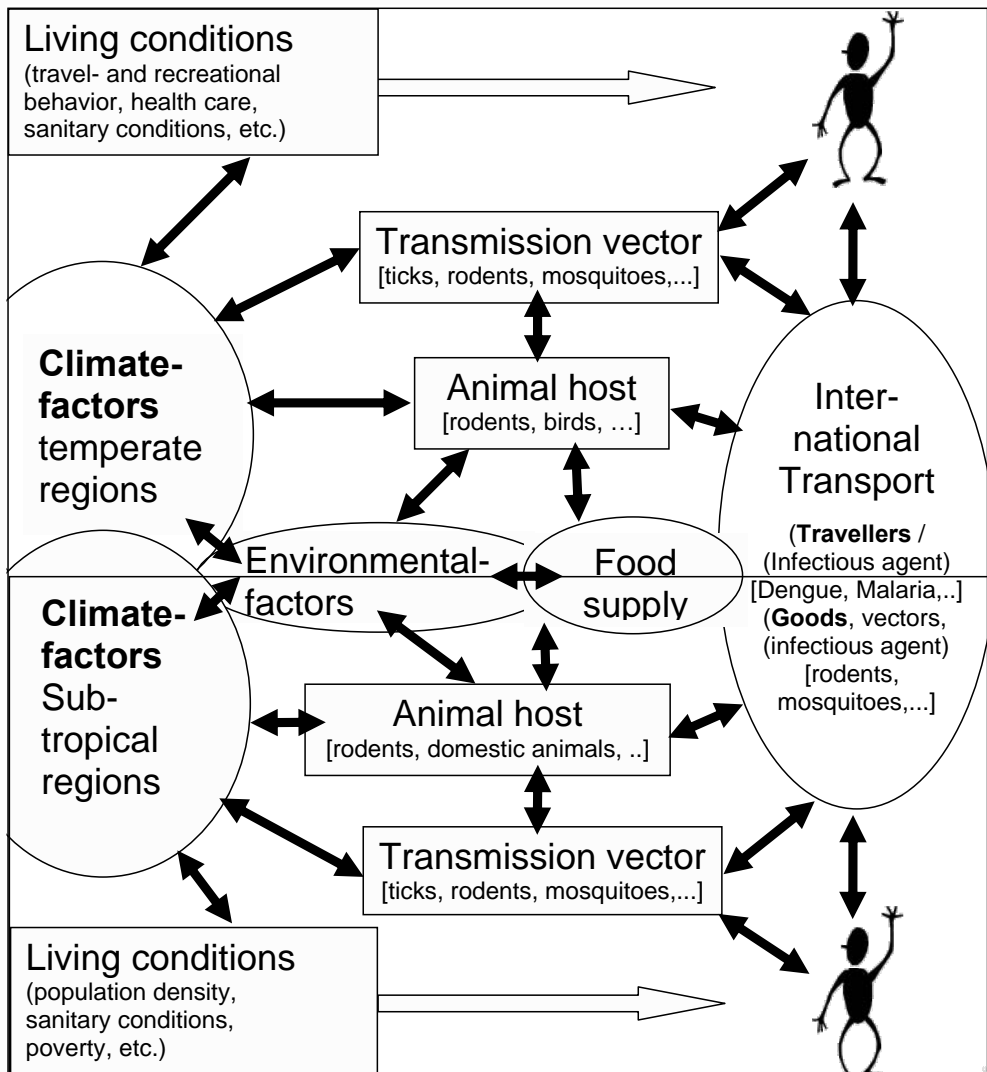 Living conditions
(travel- and recreational
behavior, health care,
sanitary conditions, etc.)
Transmission vector
[ticks, rodents, mosquitoes,...]
Climate-
factors
temperate
regions
Animal host
[rodents, birds, …]
Inter-
national
Transport
(Travellers /
(Infectious agent)
[Dengue, Malaria,..]
(Goods, vectors,
(infectious agent)
[rodents,
mosquitoes,...]
Environmental-
factors
Food
supply
Climate-
factors
Sub-
tropical
regions
Animal host
[rodents, domestic animals, ..]
Transmission vector
[ticks, rodents, mosquitoes,...]
Living conditions
(population density,
sanitary conditions,
poverty, etc.)